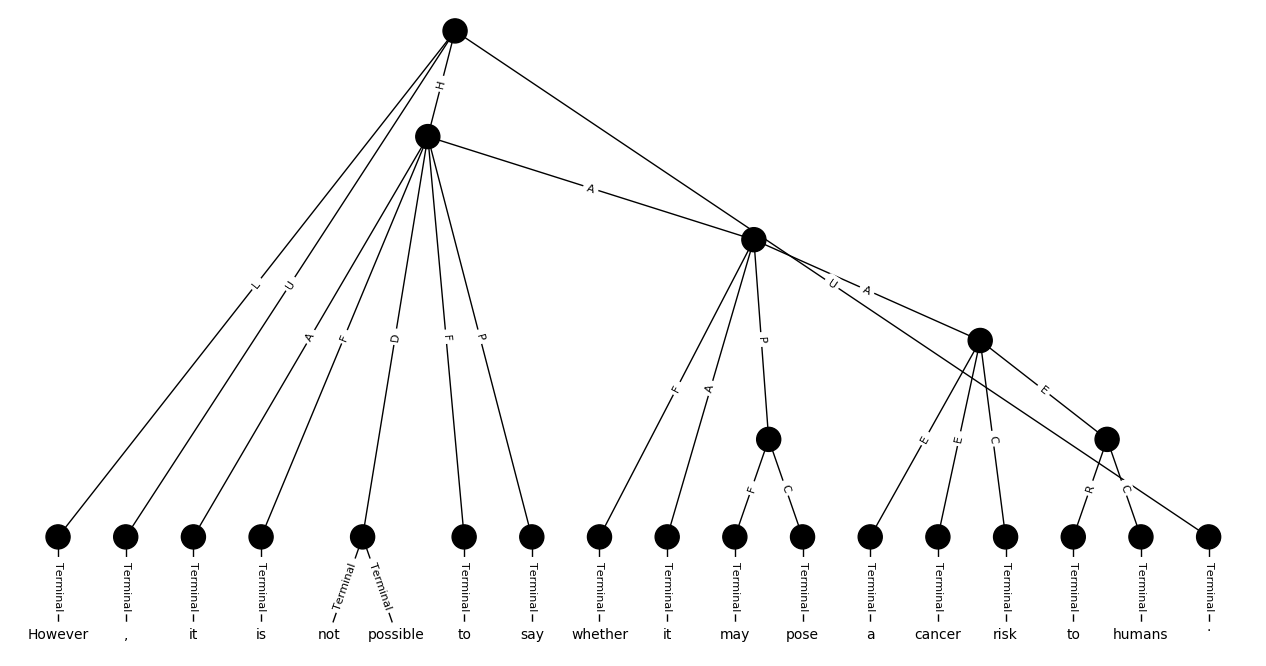 H
A
L
U
U
A
A
F
D
F
P
P
F
A
E
E
E
C
F
C
R
C
Terminal Terminal Terminal Terminal Terminal Terminal Terminal Terminal Terminal Terminal Terminal Terminal Terminal Terminal Terminal Terminal Terminal Terminal
However , it is not possible to say whether it may pose a cancer risk to humans .